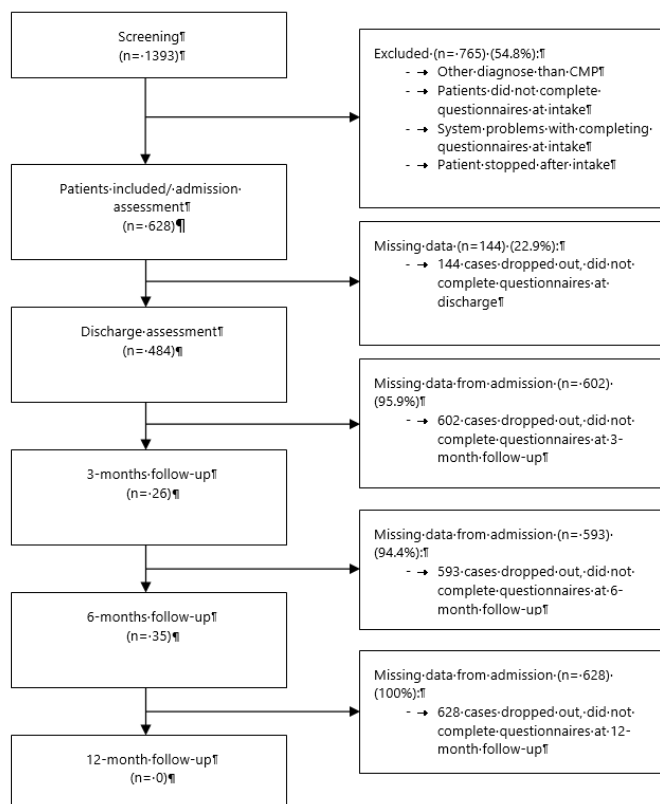 Screening¶
(n=·1393)¶
Excluded·(n=·765)·(54.8%):¶
-→Other·diagnose·than·CMP¶
-→Patients·did·not·complete·
questionnaires·at·intake¶
-→System·problems·with·completing·
questionnaires·at·intake¶
-→Patient·stopped·after·intake¶
Patients·included/·admission·
assessment¶
(n=·628)¶
Missing·data·(n=144)·(22.9%):¶
-→144·cases·dropped·out,·did·not·
complete·questionnaires·at·
discharge¶
Discharge·assessment¶
(n=·484)¶
Missing·data·from·admission·(n=·602)·
(95.9%)¶
-→602·cases·dropped·out,·did·not·
complete·questionnaires·at·3-
month·follow-up¶
3-months·follow-up¶
(n=·26)¶
Missing·data·from·admission·(n=·593)·
(94.4%):¶
-→593·cases·dropped·out,·did·not·
complete·questionnaires·at·6-
month·follow-up¶
6-months·follow-up¶
(n=·35)¶
Missing·data·from·admission·(n=·628)·
(100%):¶
-→628·cases·dropped·out,·did·not·
complete·questionnaires·at·12-
month·follow-up¶
12-month·follow-up¶
(n=·0)¶